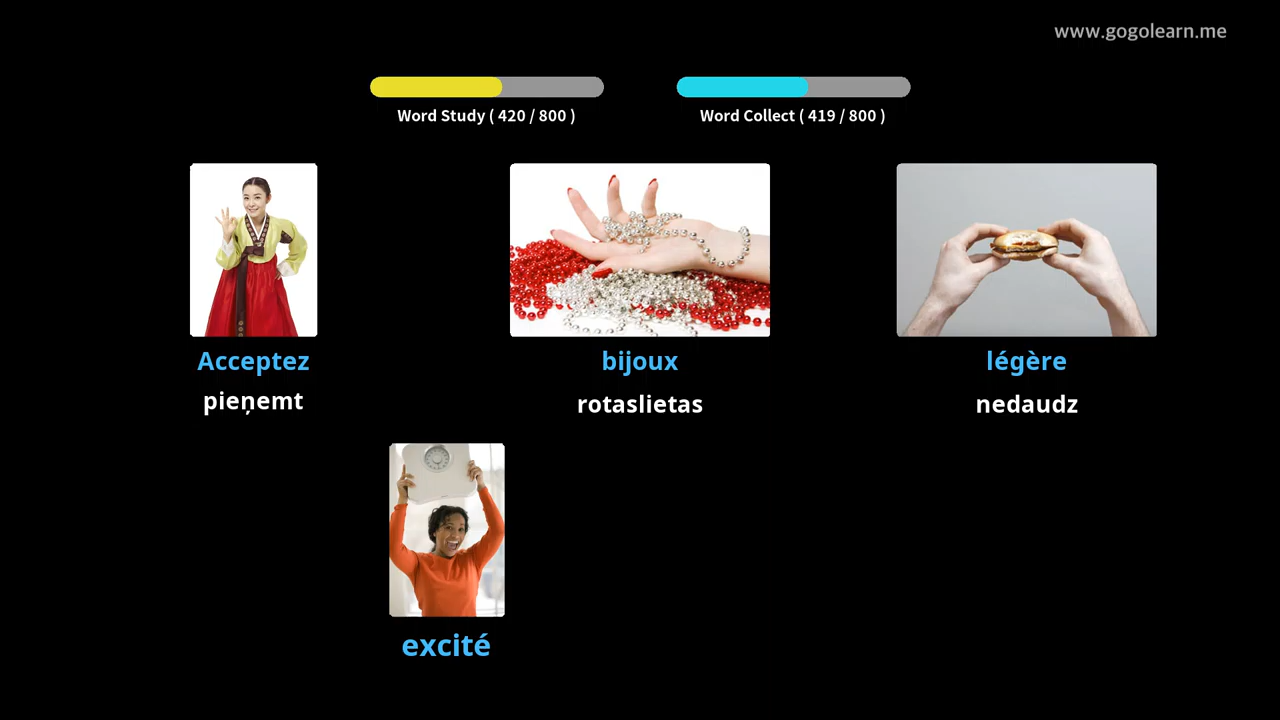 www.gogolearn.me
Word Study ( 420 / 800 )
Word Collect ( 419 / 800 )
Acceptez
pieņemt
bijoux
rotaslietas
légère
nedaudz
excité